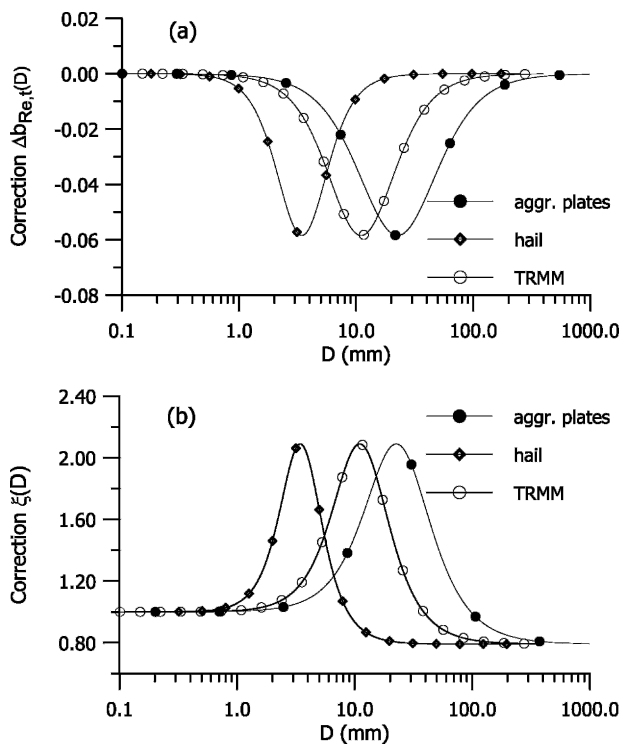 (a)
Correction Δb_Re,t(D)
0.02
0.00
-0.02
-0.04
-0.06
-0.08
aggr. plates
hail
TRMM
0.1 1.0 10.0 100.0 1000.0
D (mm)
(b)
Correction ξ(D)
2.40
2.00
1.60
1.20
0.80
aggr. plates
hail
TRMM
0.1 1.0 10.0 100.0 1000.0
D (mm)